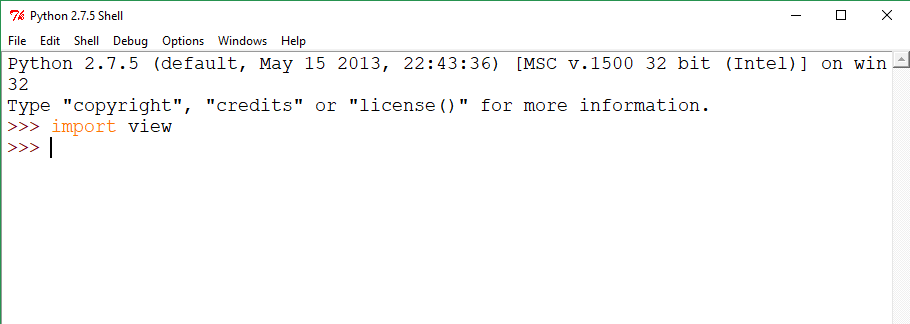 Python 2.7.5 Shell
File Edit Shell Debug Options Windows Help
Python 2.7.5 (default, May 15 2013, 22:43:36) [MSC v.1500 32 bit (Intel)] on win
32
Type "copyright", "credits" or "license()" for more information.
>>> import view
>>>